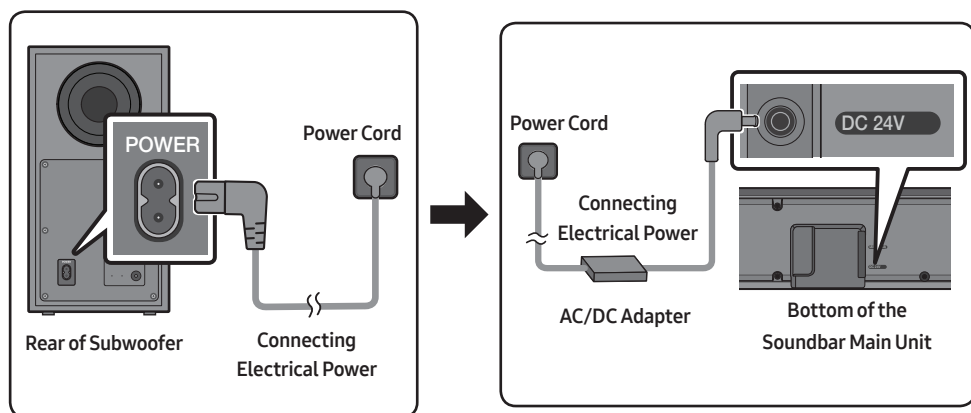 POWER
Power Cord
Rear of Subwoofer
Connecting
Electrical Power
Power Cord
Connecting
Electrical Power
AC/DC Adapter
DC 24V
Bottom of the
Soundbar Main Unit